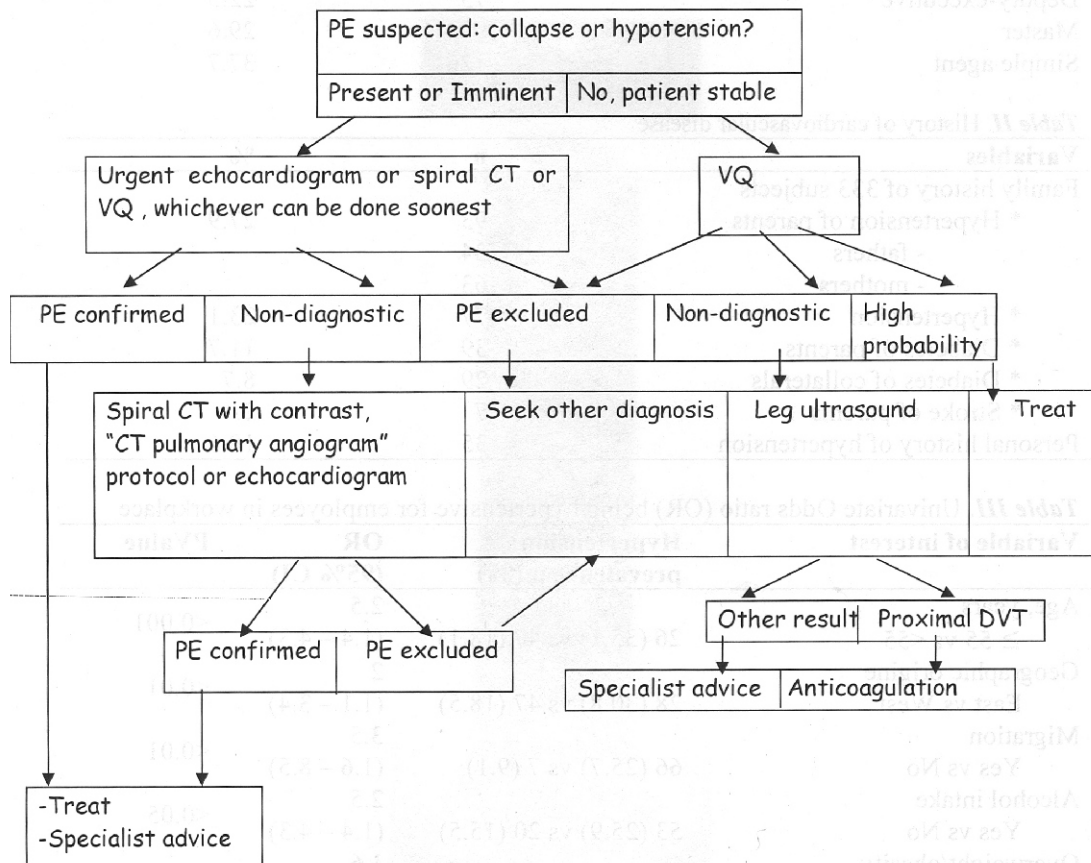 PE suspected: collapse or hypotension?
Present or Imminent No, patient stable
Urgent echocardiogram or spiral CT or
VQ , whichever can be done soonest
VQ
PE confirmed Non-diagnostic PE excluded Non-diagnostic High
probability
Spiral CT with contrast,
"CT pulmonary angiogram"
protocol or echocardiogram
Seek other diagnosis Leg ultrasound Treat
Other result Proximal DVT
PE confirmed PE excluded
Specialist advice Anticoagulation
-Treat
-Specialist advice